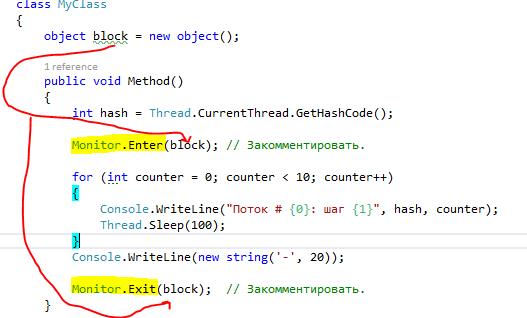 class MyClass
{
object block = new object();
1 reference
public void Method()
{
int hash = Thread.CurrentThread.GetHashCode();
Monitor.Enter(block); // Закомментировать.
for (int counter = 0; counter < 10; counter++)
{
Console.WriteLine("Поток # {0}: шаг {1}", hash, counter);
Thread.Sleep(100);
}
Console.WriteLine(new string('-', 20));
Monitor.Exit(block);  // Закомментировать.
}